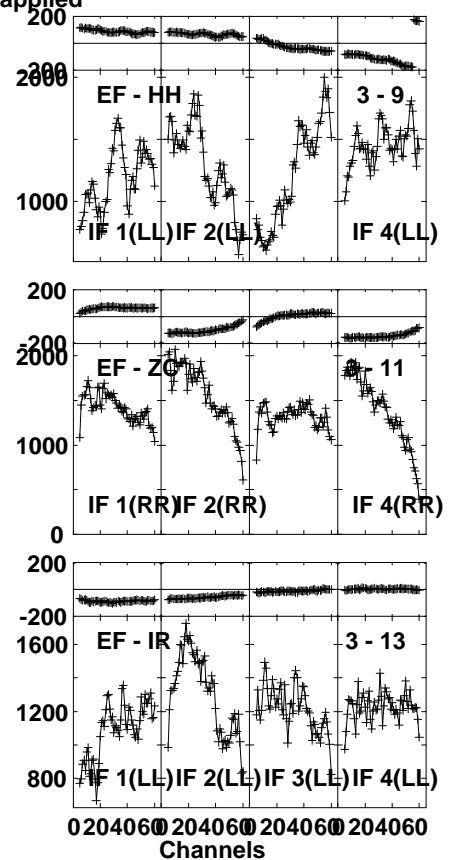 applied
200
-200
2000
1000
EF - HH
3 - 9
IF 1(LL) IF 2(LL) IF 4(LL)
200
-200
2000
1000
0
EF - ZC
3 - 11
IF 1(RR) IF 2(RR) IF 4(RR)
200
-200
1600
1200
800
EF - IR
3 - 13
IF 1(LL) IF 2(LL) IF 3(LL) IF 4(LL)
0 20 40 60 0 20 40 60 0 20 40 60 0 20 40 60
Channels